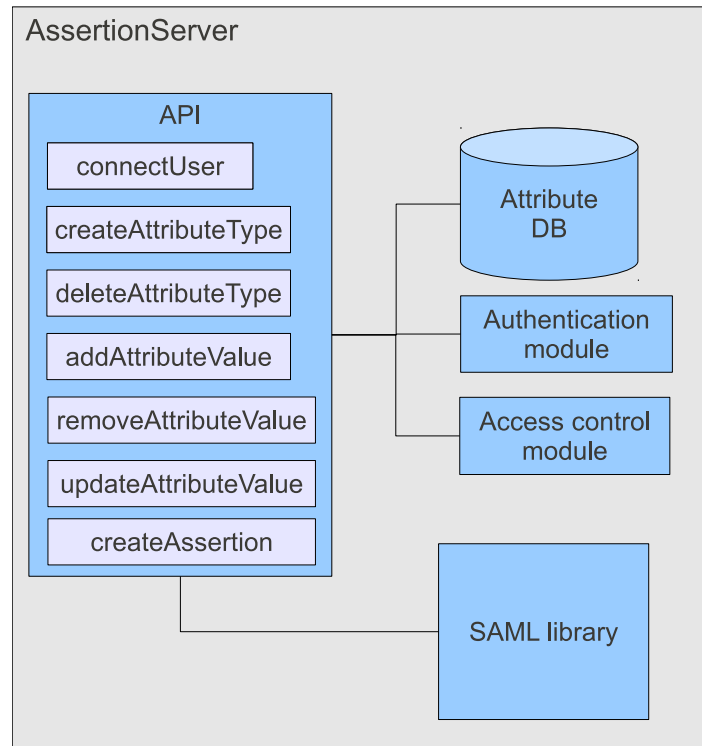 AssertionServer
API
connectUser
createAttributeType
deleteAttributeType
addAttributeValue
removeAttributeValue
updateAttributeValue
createAssertion
Attribute
DB
Authentication
module
Access control
module
SAML library